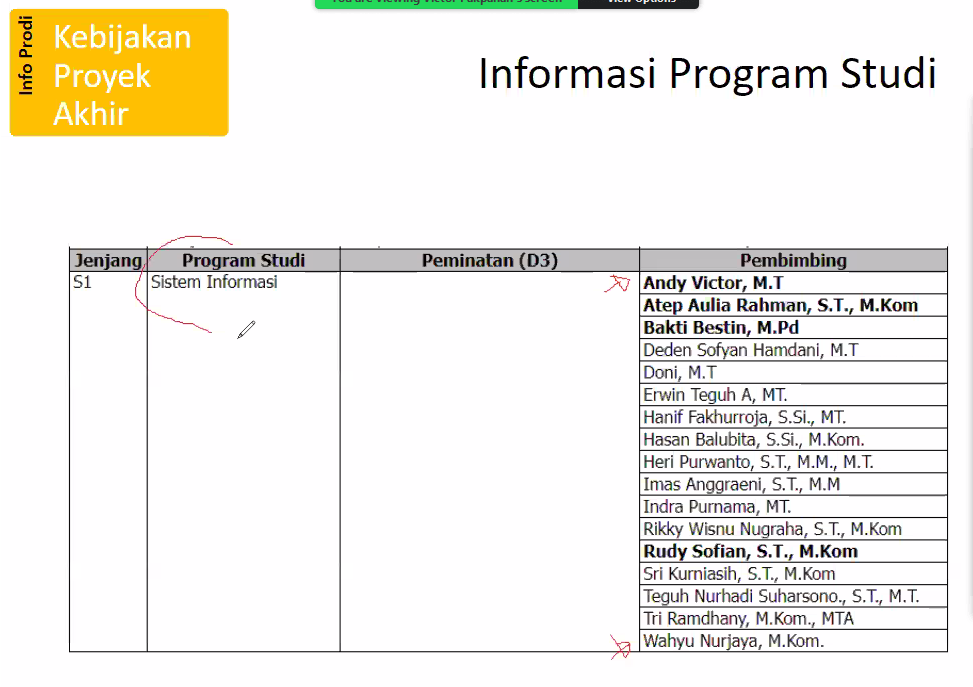 Info Prodi
Kebijakan
Proyek
Akhir
Informasi Program Studi
Jenjang Program Studi Peminatan (D3) Pembimbing
S1 Sistem Informasi Andy Victor, M.T
Atep Aulia Rahman, S.T., M.Kom
Bakti Bestin, M.Pd
Deden Sofyan Hamdani, M.T
Doni, M.T
Erwin Teguh A, MT.
Hanif Fakhurroja, S.Si., MT.
Hasan Balubita, S.Si., M.Kom.
Heri Purwanto, S.T., M.M., M.T.
Imas Anggraeni, S.T., M.M
Indra Purnama, MT.
Rikky Wisnu Nugraha, S.T., M.Kom
Rudy Sofian, S.T., M.Kom
Sri Kurniasih, S.T., M.Kom
Teguh Nurhadi Suharsono., S.T., M.T.
Tri Ramdhany, M.Kom., MTA
Wahyu Nurjaya, M.Kom.